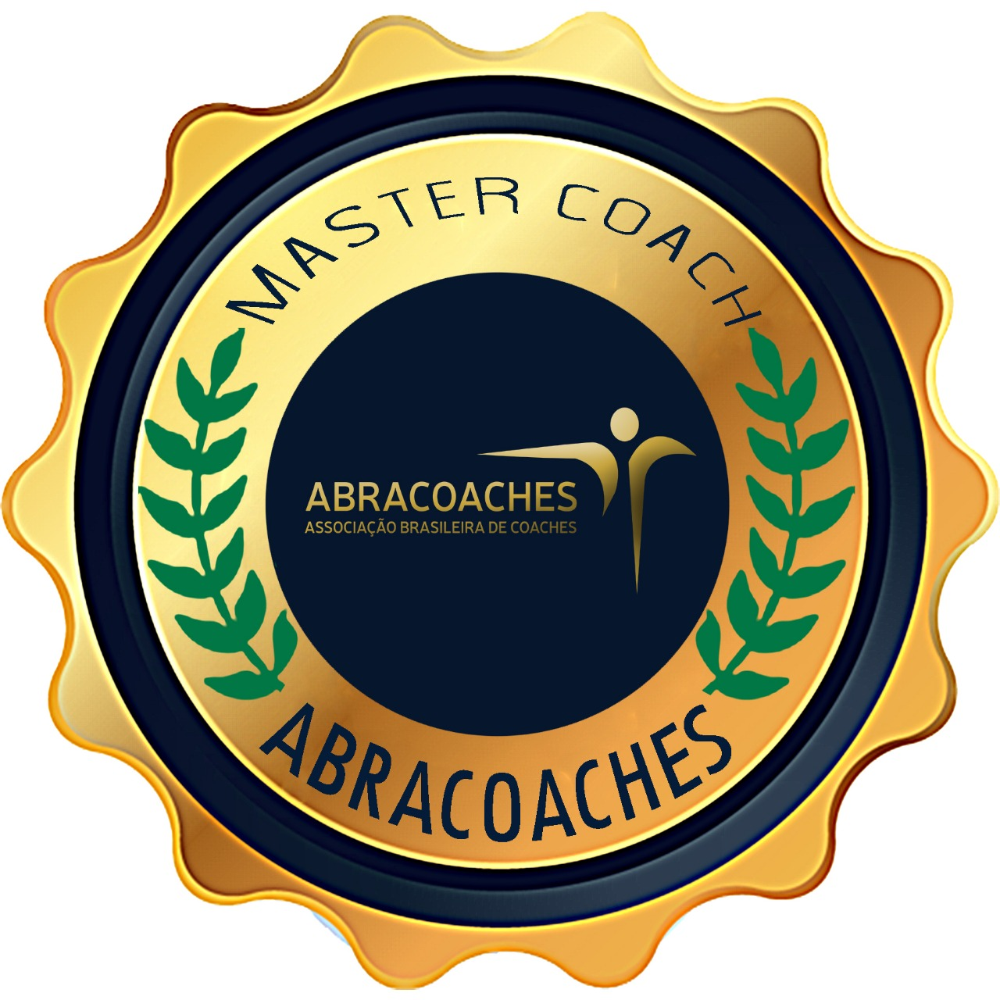 MASTER COACH
ABRACOACHES
ASSOCIAÇÃO BRASILEIRA DE COACHES
ABRACOACHES